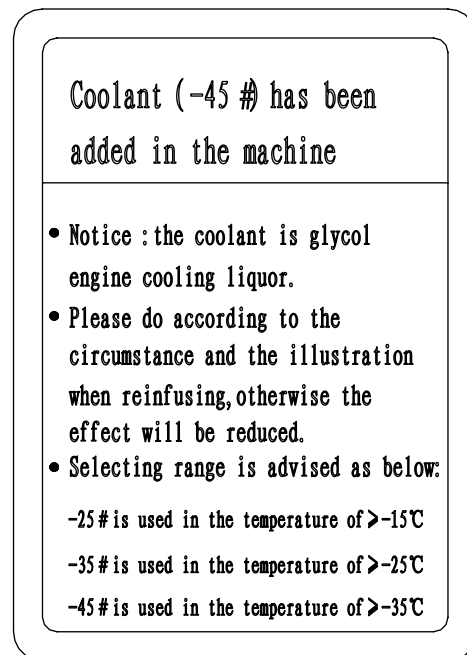 Coolant (-45 #) has been
added in the machine
• Notice : the coolant is glycol
engine cooling liquor.
• Please do according to the
circumstance and the illustration
when reinfusing, otherwise the
effect will be reduced.
• Selecting range is advised as below:
-25 # is used in the temperature of >-15℃
-35 # is used in the temperature of >-25℃
-45 # is used in the temperature of >-35℃